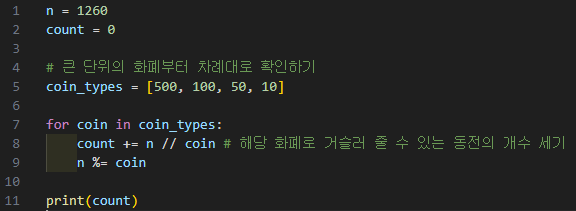 1 n = 1260
2 count = 0
3
4 # 큰 단위의 화폐부터 차례대로 확인하기
5 coin_types = [500, 100, 50, 10]
6
7 for coin in coin_types:
8     count += n // coin # 해당 화폐로 거슬러 줄 수 있는 동전의 개수 세기
9     n %= coin
10
11 print(count)